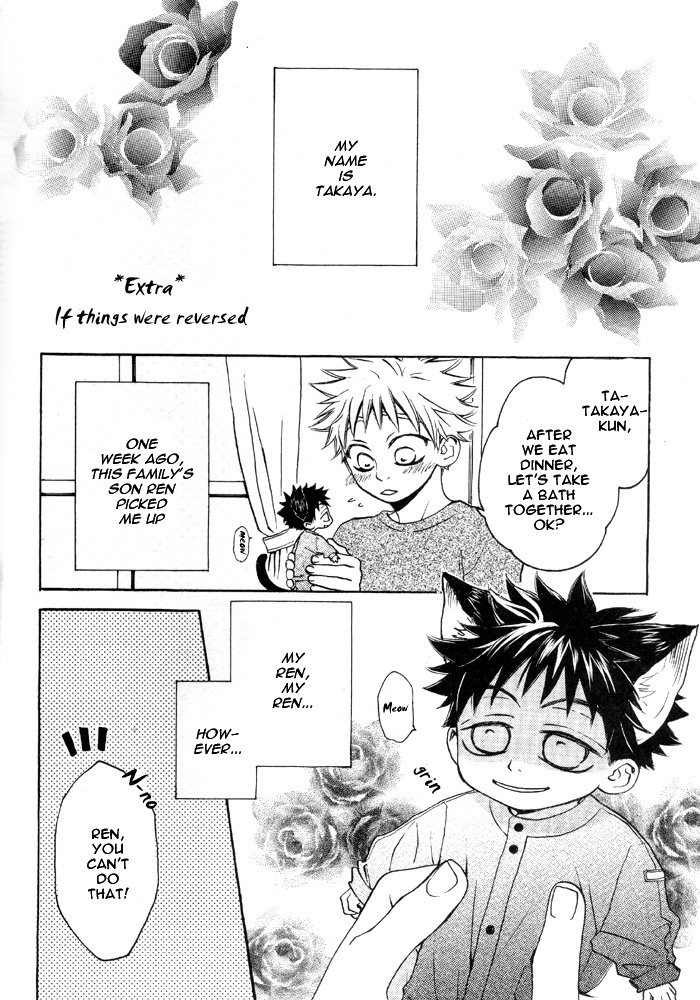 MY
NAME
IS
TAKAYA.
*Extra*
If things were reversed
TA-
TAKAYA-
KUN,
AFTER
WE EAT
DINNER,
LET'S TAKE
A BATH
TOGETHER...
OK?
ONE
WEEK AGO,
THIS FAMILY'S
SON REN
PICKED
ME UP
MEOW
MY
REN,
MY
REN...
HOW-
EVER...
Meow
grin
N-no
REN,
YOU
CAN'T
DO
THAT!